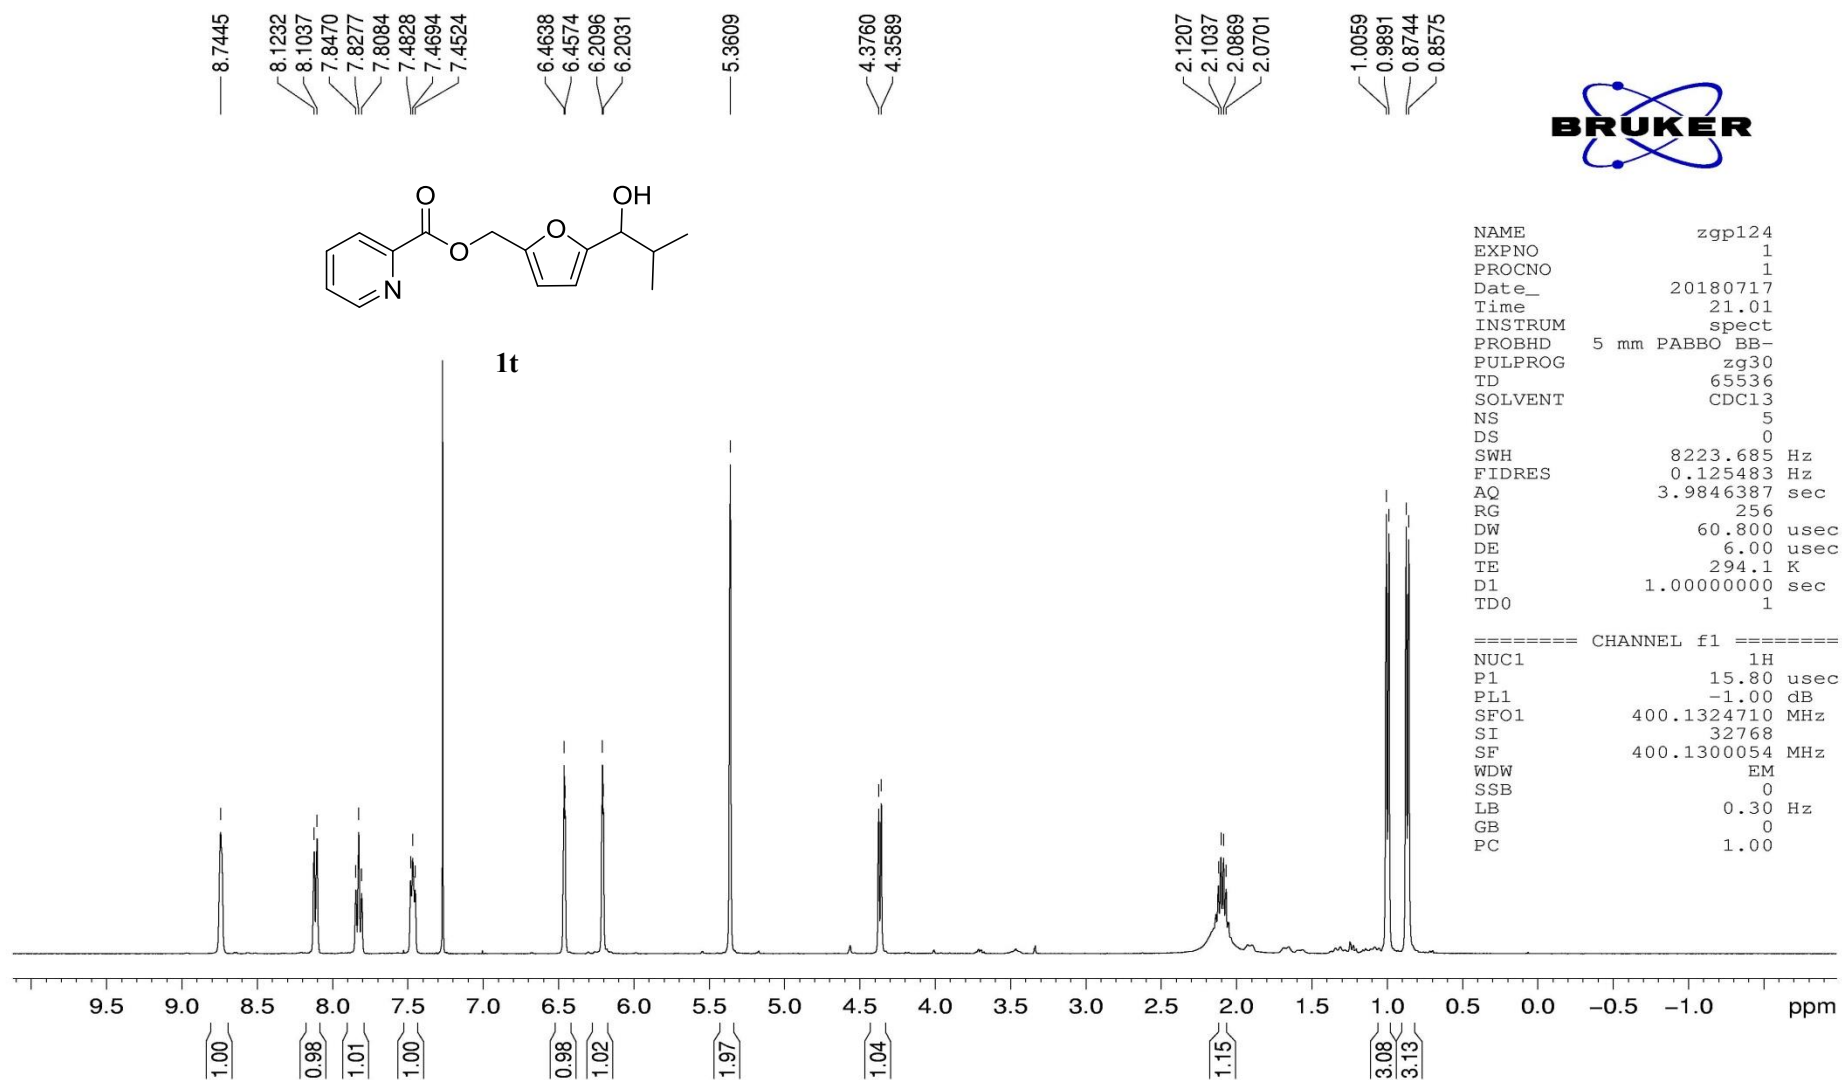 8.7445
8.1232
8.1037
7.8470
7.8277
7.8084
7.4828
7.4694
7.4524
6.4638
6.4574
6.2096
6.2031
5.3609
4.3760
4.3589
2.1207
2.1037
2.0869
2.0701
1.0059
0.9891
0.8744
0.8575
BRUKER
O
OH
O
O
N
1t
NAME zgp124
EXPNO 1
PROCNO 1
Date_ 20180717
Time 21.01
INSTRUM spect
PROBHD 5 mm PABBO BB-
PULPROG zg30
TD 65536
SOLVENT CDCl3
NS 5
DS 0
SWH 8223.685 Hz
FIDRES 0.125483 Hz
AQ 3.9846387 sec
RG 256
DW 60.800 usec
DE 6.00 usec
TE 294.1 K
D1 1.00000000 sec
TD0 1
======== CHANNEL f1 ========
NUC1 1H
P1 15.80 usec
PL1 -1.00 dB
SFO1 400.1324710 MHz
SI 32768
SF 400.1300054 MHz
WDW EM
SSB 0
LB 0.30 Hz
GB 0
PC 1.00
9.5 9.0 8.5 8.0 7.5 7.0 6.5 6.0 5.5 5.0 4.5 4.0 3.5 3.0 2.5 2.0 1.5 1.0 0.5 0.0 −0.5 −1.0 ppm
1.00
0.98
1.01
1.00
0.98
1.02
1.97
1.04
1.15
3.08
3.13